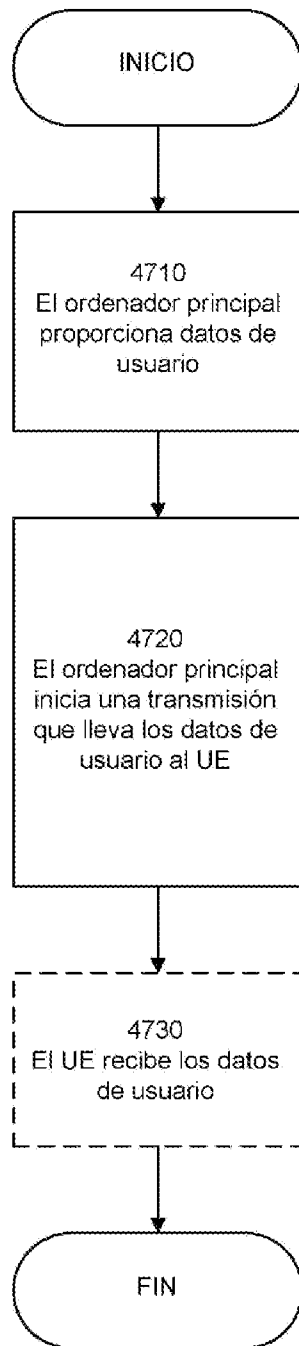 INICIO
4710
El ordenador principal
proporciona datos de
usuario
4720
El ordenador principal
inicia una transmisión
que lleva los datos de
usuario al UE
4730
El UE recibe los datos
de usuario
FIN